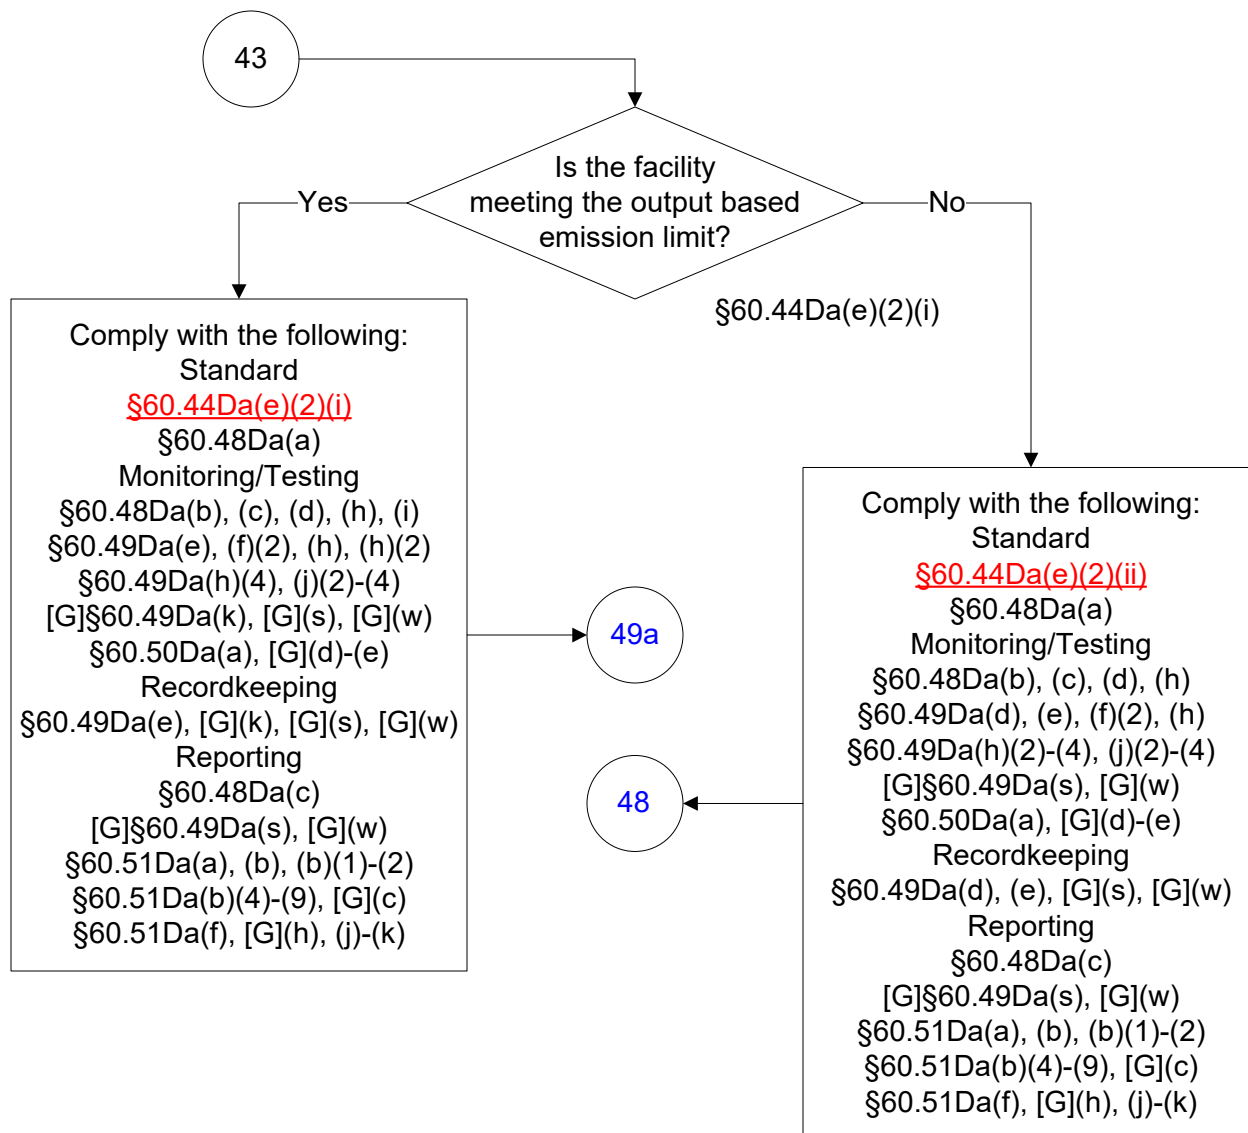 43
Is the facility
meeting the output based
emission limit?
Yes
No
§60.44Da(e)(2)(i)
Comply with the following:
Standard
§60.44Da(e)(2)(i)
§60.48Da(a)
Monitoring/Testing
§60.48Da(b), (c), (d), (h), (i)
§60.49Da(e), (f)(2), (h), (h)(2)
§60.49Da(h)(4), (j)(2)-(4)
[G]§60.49Da(k), [G](s), [G](w)
§60.50Da(a), [G](d)-(e)
Recordkeeping
§60.49Da(e), [G](k), [G](s), [G](w)
Reporting
§60.48Da(c)
[G]§60.49Da(s), [G](w)
§60.51Da(a), (b), (b)(1)-(2)
§60.51Da(b)(4)-(9), [G](c)
§60.51Da(f), [G](h), (j)-(k)
49a
48
Comply with the following:
Standard
§60.44Da(e)(2)(ii)
§60.48Da(a)
Monitoring/Testing
§60.48Da(b), (c), (d), (h)
§60.49Da(d), (e), (f)(2), (h)
§60.49Da(h)(2)-(4), (j)(2)-(4)
[G]§60.49Da(s), [G](w)
§60.50Da(a), [G](d)-(e)
Recordkeeping
§60.49Da(d), (e), [G](s), [G](w)
Reporting
§60.48Da(c)
[G]§60.49Da(s), [G](w)
§60.51Da(a), (b), (b)(1)-(2)
§60.51Da(b)(4)-(9), [G](c)
§60.51Da(f), [G](h), (j)-(k)